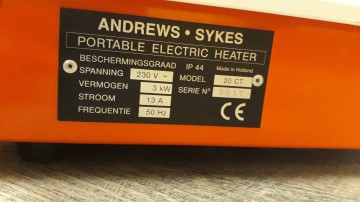 ANDREWS • SYKES
PORTABLE ELECTRIC HEATER
BESCHERMINGSGRAAD IP 44 Made in Holland
SPANNING 230 V ~ MODEL 20 CT
VERMOGEN 3 kW SERIE N°
STROOM 13 A
FREQUENTIE 50 Hz CE